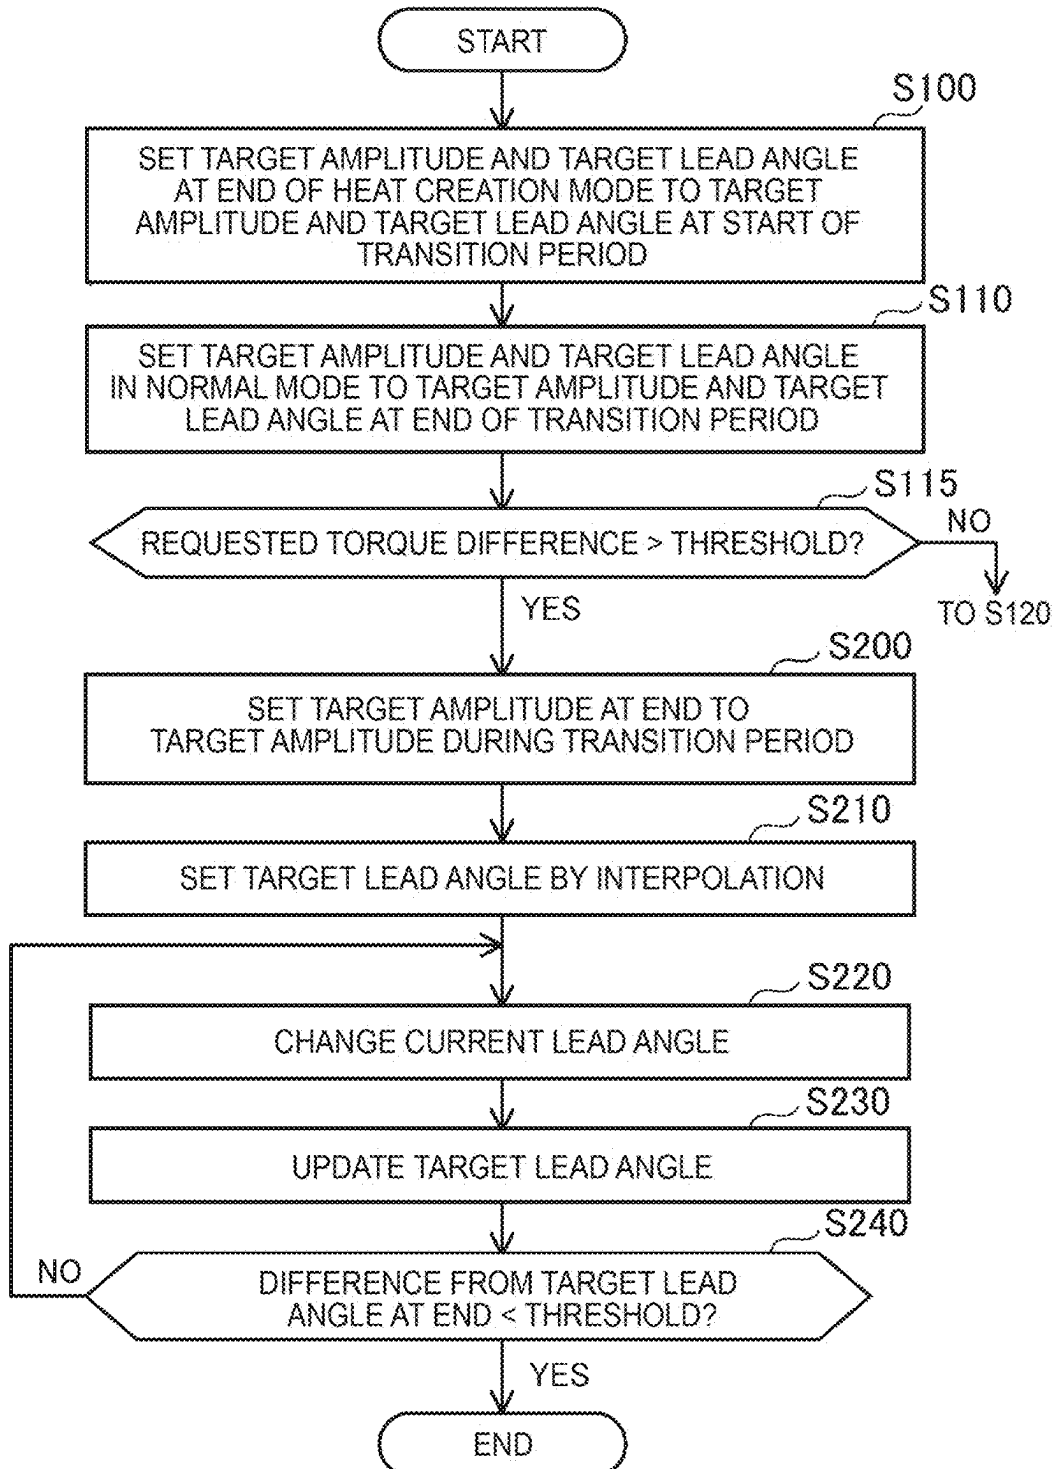 START
S100
SET TARGET AMPLITUDE AND TARGET LEAD ANGLE
AT END OF HEAT CREATION MODE TO TARGET
AMPLITUDE AND TARGET LEAD ANGLE AT START OF
TRANSITION PERIOD
S110
SET TARGET AMPLITUDE AND TARGET LEAD ANGLE
IN NORMAL MODE TO TARGET AMPLITUDE AND TARGET
LEAD ANGLE AT END OF TRANSITION PERIOD
S115
REQUESTED TORQUE DIFFERENCE > THRESHOLD?
NO
TO S120
YES
S200
SET TARGET AMPLITUDE AT END TO
TARGET AMPLITUDE DURING TRANSITION PERIOD
S210
SET TARGET LEAD ANGLE BY INTERPOLATION
S220
CHANGE CURRENT LEAD ANGLE
S230
UPDATE TARGET LEAD ANGLE
S240
NO
DIFFERENCE FROM TARGET LEAD
ANGLE AT END < THRESHOLD?
YES
END